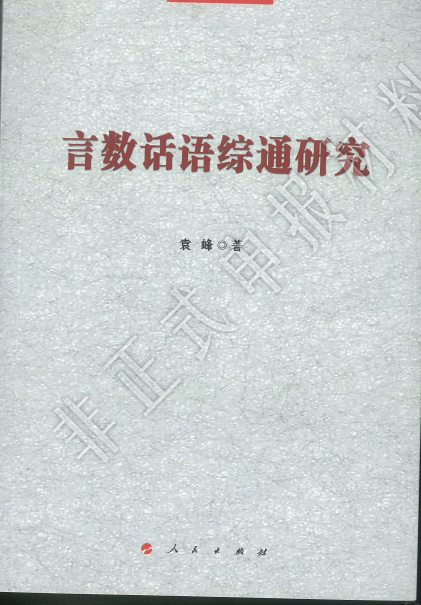 言数话语综通研究
袁 峰◎著
非正式申报材料
人民出版社